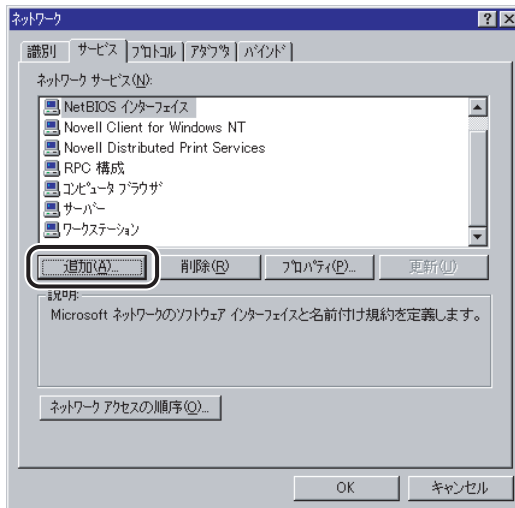 ネットワーク
識別 サービス プロトコル アダプタ バインド
ネットワーク サービス(N):
NetBIOS インターフェイス
Novell Client for Windows NT
Novell Distributed Print Services
RPC 構成
コンピュータ ブラウザ
サーバー
ワークステーション
追加(A)... 削除(R) プロパティ(P)... 更新(U)
説明:
Microsoft ネットワークのソフトウェア インターフェイスと名前付け規約を定義します。
ネットワーク アクセスの順序(O)...
OK キャンセル